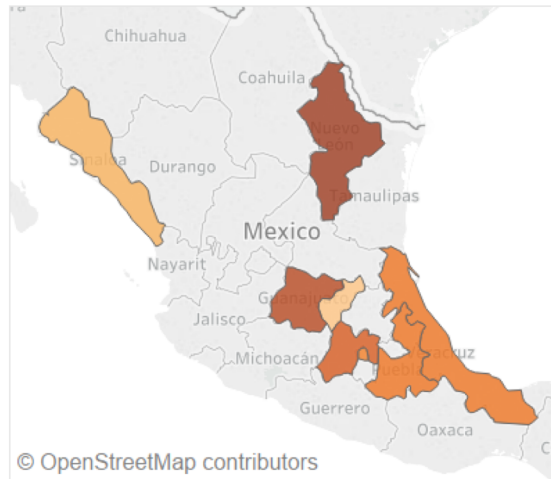 Chihuahua
Coahuila
Nuevo
León
Sinaloa
Durango
Tamaulipas
Mexico
Nayarit
Guanajuato
Jalisco
Veracruz
Michoacán
Puebla
Guerrero
Oaxaca
C
© OpenStreetMap contributors